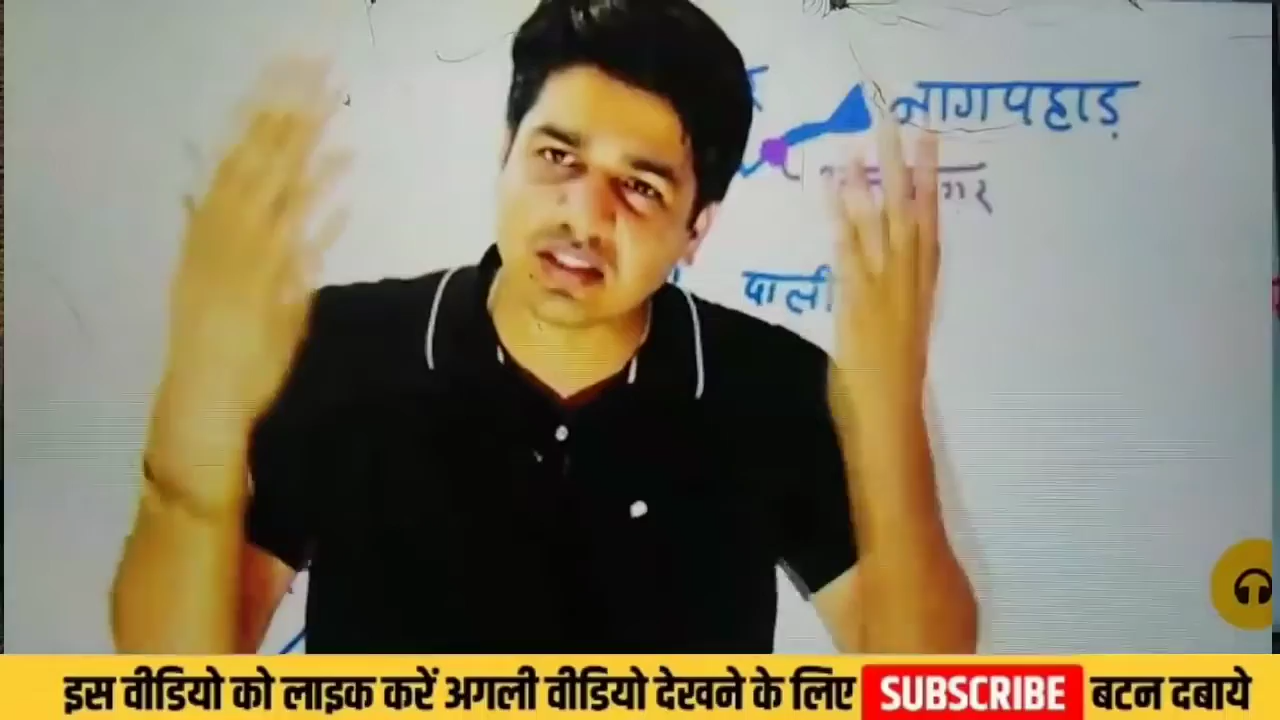 नागपहाड़
पाली
इस वीडियो को लाइक करें अगली वीडियो देखने के लिए SUBSCRIBE बटन दबाये